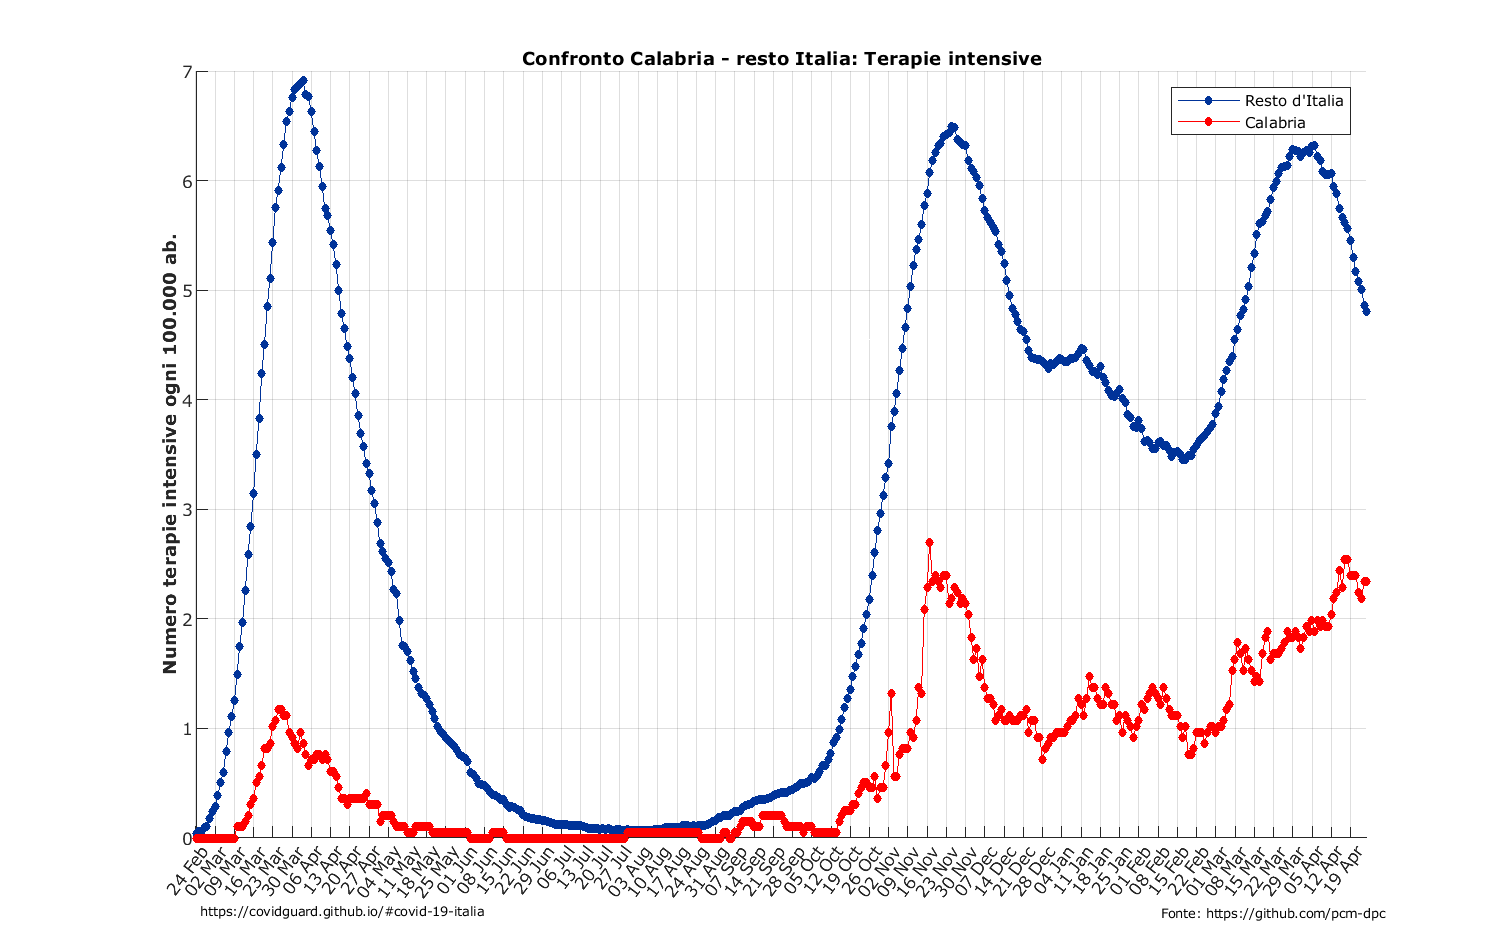 Confronto Calabria - resto Italia: Terapie intensive
Numero terapie intensive ogni 100.000 ab.
7
6
5
4
3
2
1
0
Resto d'Italia
Calabria
24 Feb
02 Mar
09 Mar
16 Mar
23 Mar
30 Mar
06 Apr
13 Apr
20 Apr
27 Apr
04 May
11 May
18 May
25 May
01 Jun
08 Jun
15 Jun
22 Jun
29 Jun
06 Jul
13 Jul
20 Jul
27 Jul
03 Aug
10 Aug
17 Aug
24 Aug
31 Aug
07 Sep
14 Sep
21 Sep
28 Sep
05 Oct
12 Oct
19 Oct
26 Oct
02 Nov
09 Nov
16 Nov
23 Nov
30 Nov
07 Dec
14 Dec
21 Dec
28 Dec
04 Jan
11 Jan
18 Jan
25 Jan
01 Feb
08 Feb
15 Feb
22 Feb
01 Mar
08 Mar
15 Mar
22 Mar
29 Mar
05 Apr
12 Apr
19 Apr
https://covidguard.github.io/#covid-19-italia
Fonte: https://github.com/pcm-dpc